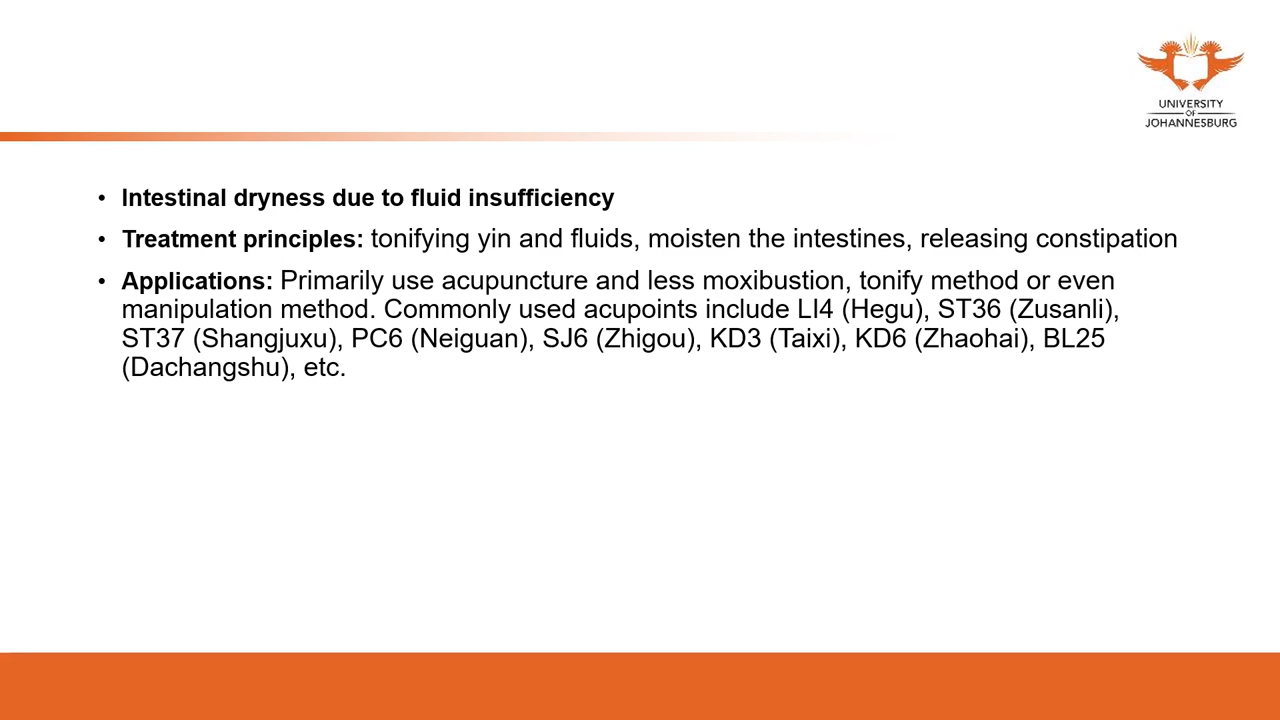 UNIVERSITY
OF
JOHANNESBURG
• Intestinal dryness due to fluid insufficiency
• Treatment principles: tonifying yin and fluids, moisten the intestines, releasing constipation
• Applications: Primarily use acupuncture and less moxibustion, tonify method or even
manipulation method. Commonly used acupoints include LI4 (Hegu), ST36 (Zusanli),
ST37 (Shangjuxu), PC6 (Neiguan), SJ6 (Zhigou), KD3 (Taixi), KD6 (Zhaohai), BL25
(Dachangshu), etc.